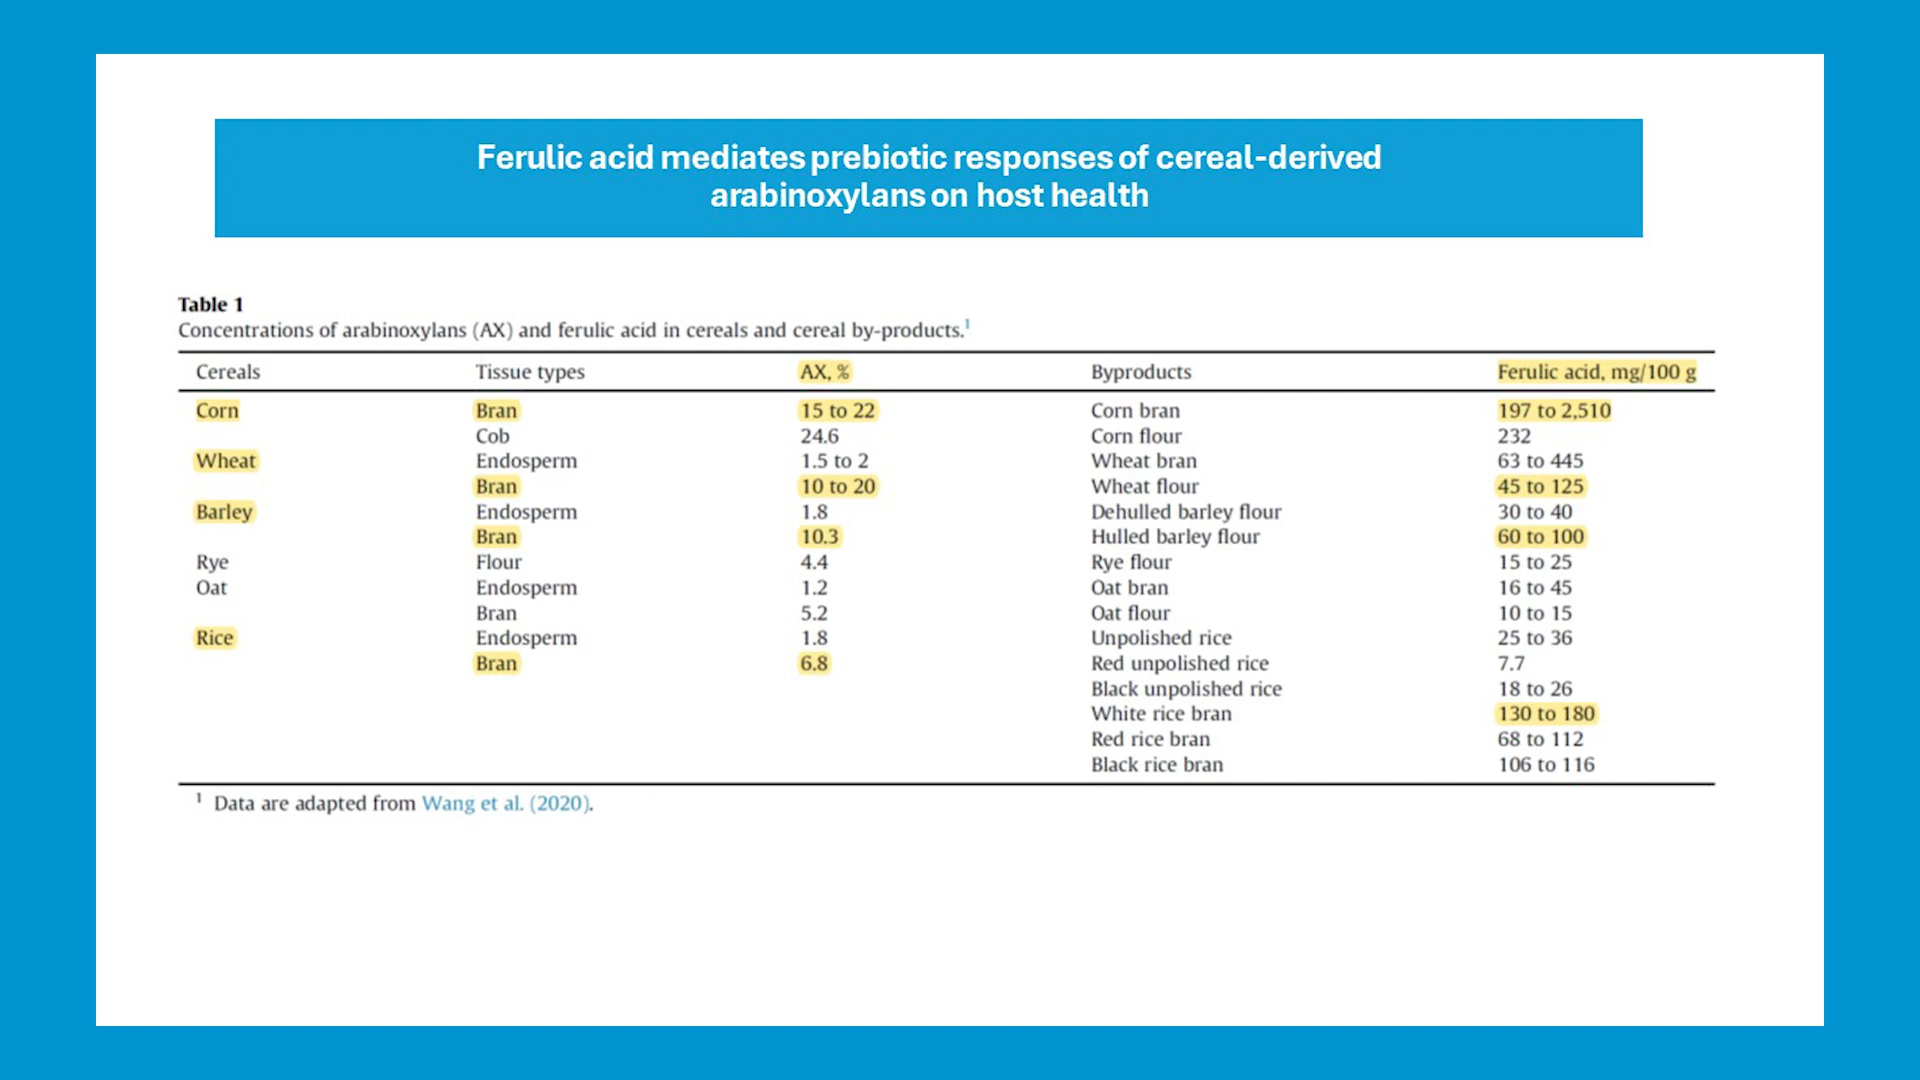 Ferulic acid mediates prebiotic responses of cereal-derived
arabinoxylans on host health
Table 1
Concentrations of arabinoxylans (AX) and ferulic acid in cereals and cereal by-products.1
Cereals Tissue types AX, % Byproducts Ferulic acid, mg/100 g
Corn Bran 15 to 22 Corn bran 197 to 2,510
Cob 24.6 Corn flour 232
Wheat Endosperm 1.5 to 2 Wheat bran 63 to 445
Bran 10 to 20 Wheat flour 45 to 125
Barley Endosperm 1.8 Dehulled barley flour 30 to 40
Bran 10.3 Hulled barley flour 60 to 100
Rye Flour 4.4 Rye flour 15 to 25
Oat Endosperm 1.2 Oat bran 16 to 45
Bran 5.2 Oat flour 10 to 15
Rice Endosperm 1.8 Unpolished rice 25 to 36
Bran 6.8 Red unpolished rice 7.7
Black unpolished rice 18 to 26
White rice bran 130 to 180
Red rice bran 68 to 112
Black rice bran 106 to 116
1 Data are adapted from Wang et al. (2020).